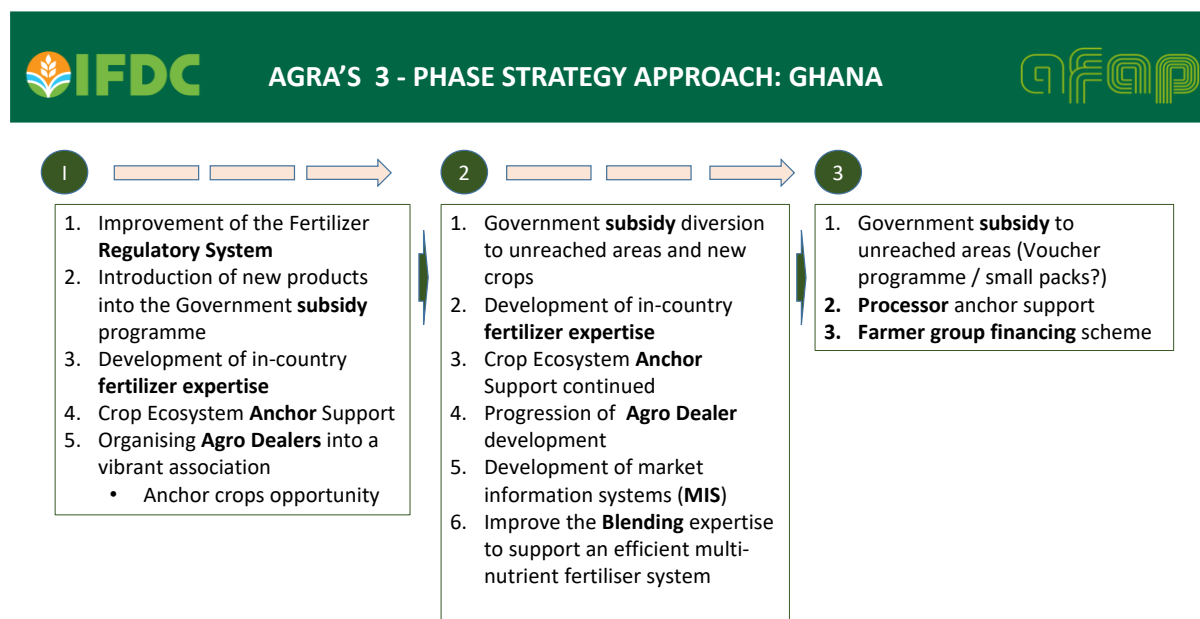 IFDC
AGRA'S 3 - PHASE STRATEGY APPROACH: GHANA
afap
1
1. Improvement of the Fertilizer
Regulatory System
2. Introduction of new products
into the Government subsidy
programme
3. Development of in-country
fertilizer expertise
4. Crop Ecosystem Anchor Support
5. Organising Agro Dealers into a
vibrant association
• Anchor crops opportunity
2
1. Government subsidy diversion
to unreached areas and new
crops
2. Development of in-country
fertilizer expertise
3. Crop Ecosystem Anchor
Support continued
4. Progression of Agro Dealer
development
5. Development of market
information systems (MIS)
6. Improve the Blending expertise
to support an efficient multi-
nutrient fertiliser system
3
1. Government subsidy to
unreached areas (Voucher
programme / small packs?)
2. Processor anchor support
3. Farmer group financing scheme